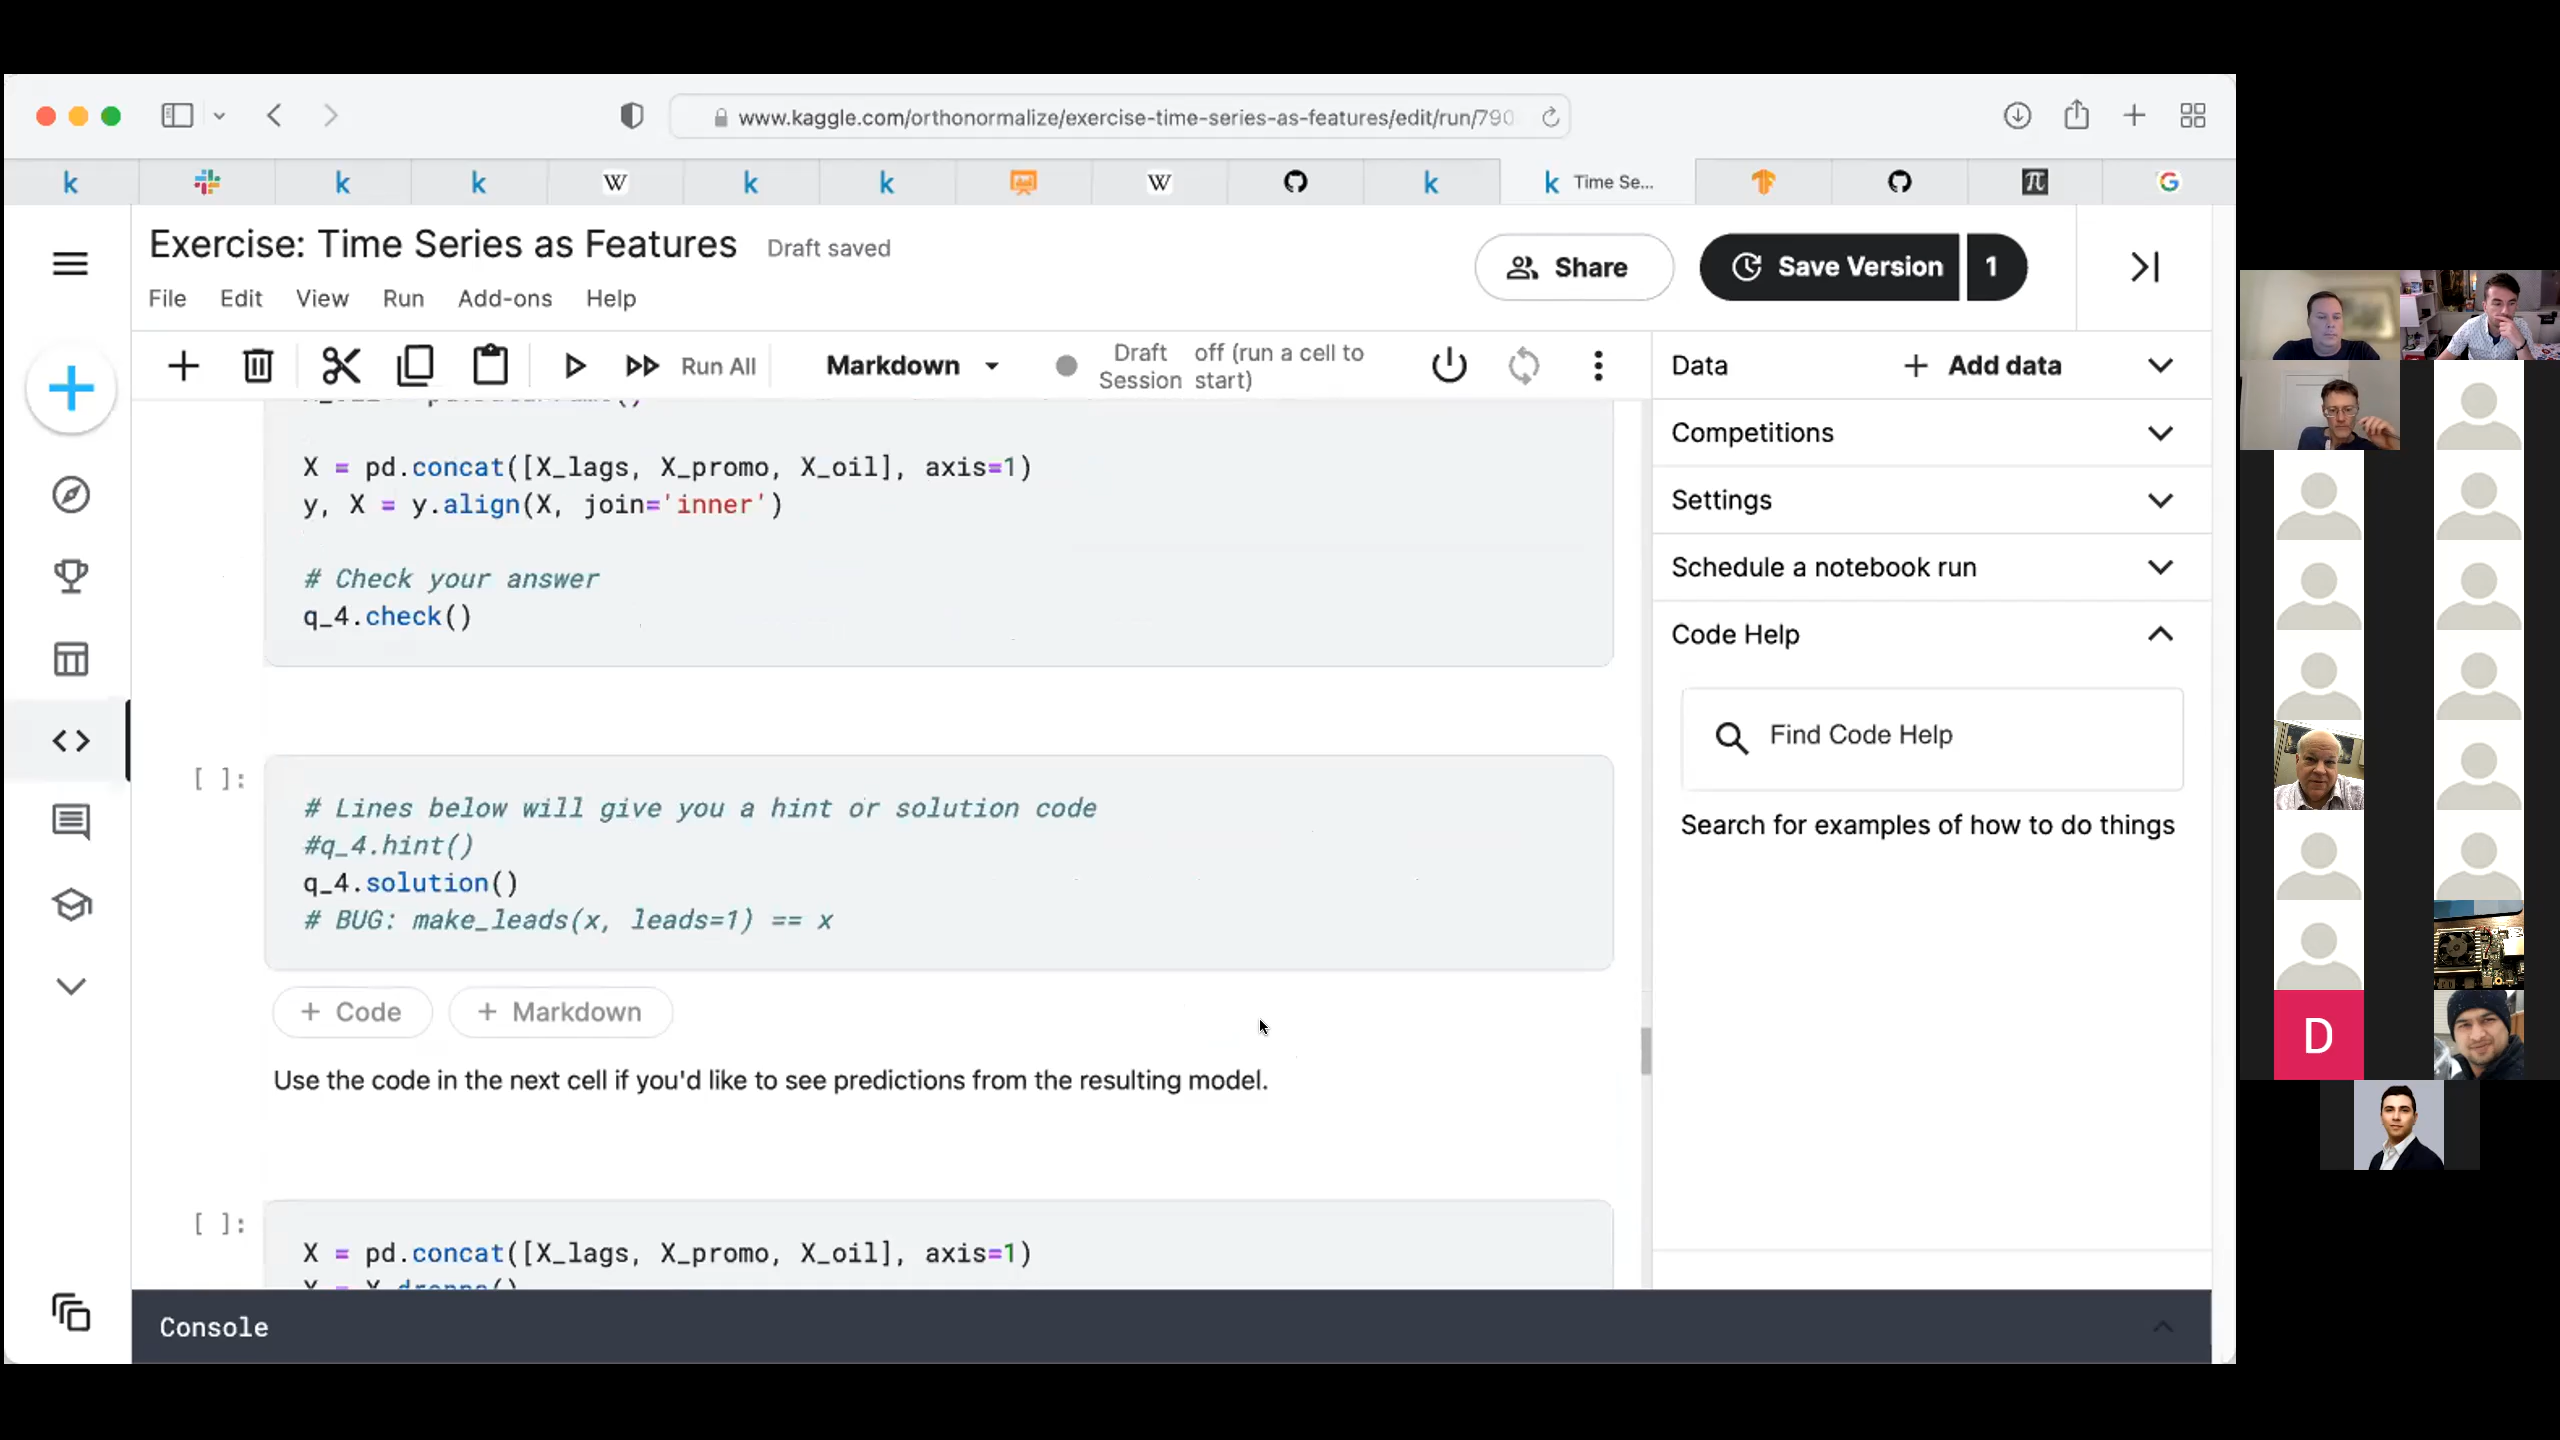 www.kaggle.com/orthonormalize/exercise-time-series-as-features/edit/run/790
k
k
k
W
k
k
W
k
k Time Se...
π
G
Exercise: Time Series as Features Draft saved
File Edit View Run Add-ons Help
Share
Save Version 1
Run All
Markdown
Draft Session off (run a cell to start)
X = pd.concat([X_lags, X_promo, X_oil], axis=1)
y, X = y.align(X, join='inner')
# Check your answer
q_4.check()
[ ]:
# Lines below will give you a hint or solution code
#q_4.hint()
q_4.solution()
# BUG: make_leads(x, leads=1) == x
+ Code + Markdown
Use the code in the next cell if you'd like to see predictions from the resulting model.
[ ]:
X = pd.concat([X_lags, X_promo, X_oil], axis=1)
Console
Data
+ Add data
Competitions
Settings
Schedule a notebook run
Code Help
Find Code Help
Search for examples of how to do things
D